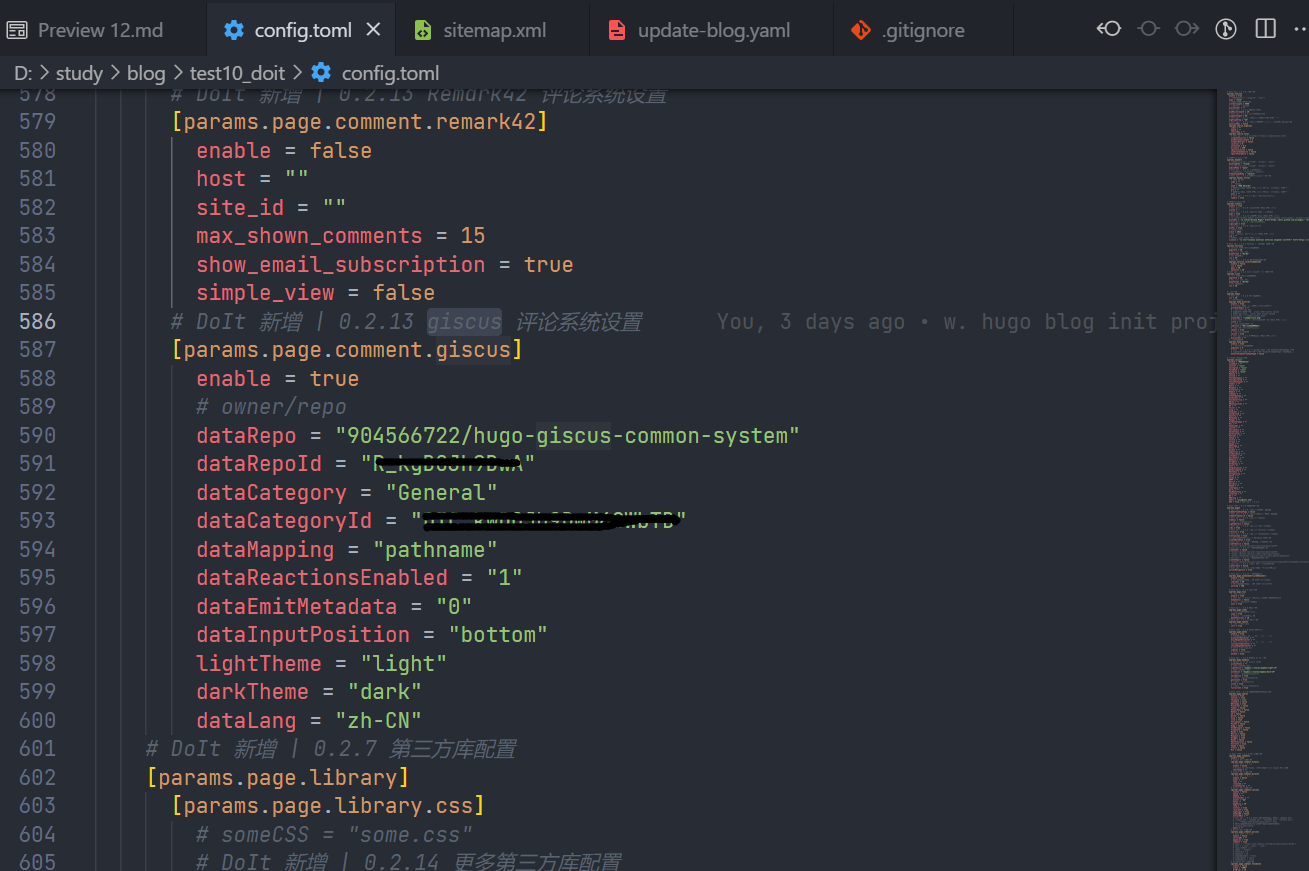 Preview 12.md
config.toml
sitemap.xml
update-blog.yaml
.gitignore
D: > study > blog > test10_doit > config.toml
578 # DoIt 新增 | 0.2.13 Remark42 评论系统设置
579 [params.page.comment.remark42]
580 enable = false
581 host = ""
582 site_id = ""
583 max_shown_comments = 15
584 show_email_subscription = true
585 simple_view = false
586 # DoIt 新增 | 0.2.13 giscus 评论系统设置 You, 3 days ago • w. hugo blog init proj
587 [params.page.comment.giscus]
588 enable = true
589 # owner/repo
590 dataRepo = "904566722/hugo-giscus-common-system"
591 dataRepoId = "
592 dataCategory = "General"
593 dataCategoryId = "
594 dataMapping = "pathname"
595 dataReactionsEnabled = "1"
596 dataEmitMetadata = "0"
597 dataInputPosition = "bottom"
598 lightTheme = "light"
599 darkTheme = "dark"
600 dataLang = "zh-CN"
601 # DoIt 新增 | 0.2.7 第三方库配置
602 [params.page.library]
603 [params.page.library.css]
604 # someCSS = "some.css"
605 # DoIt 新增 | 0.2.14 更多第三方库配置